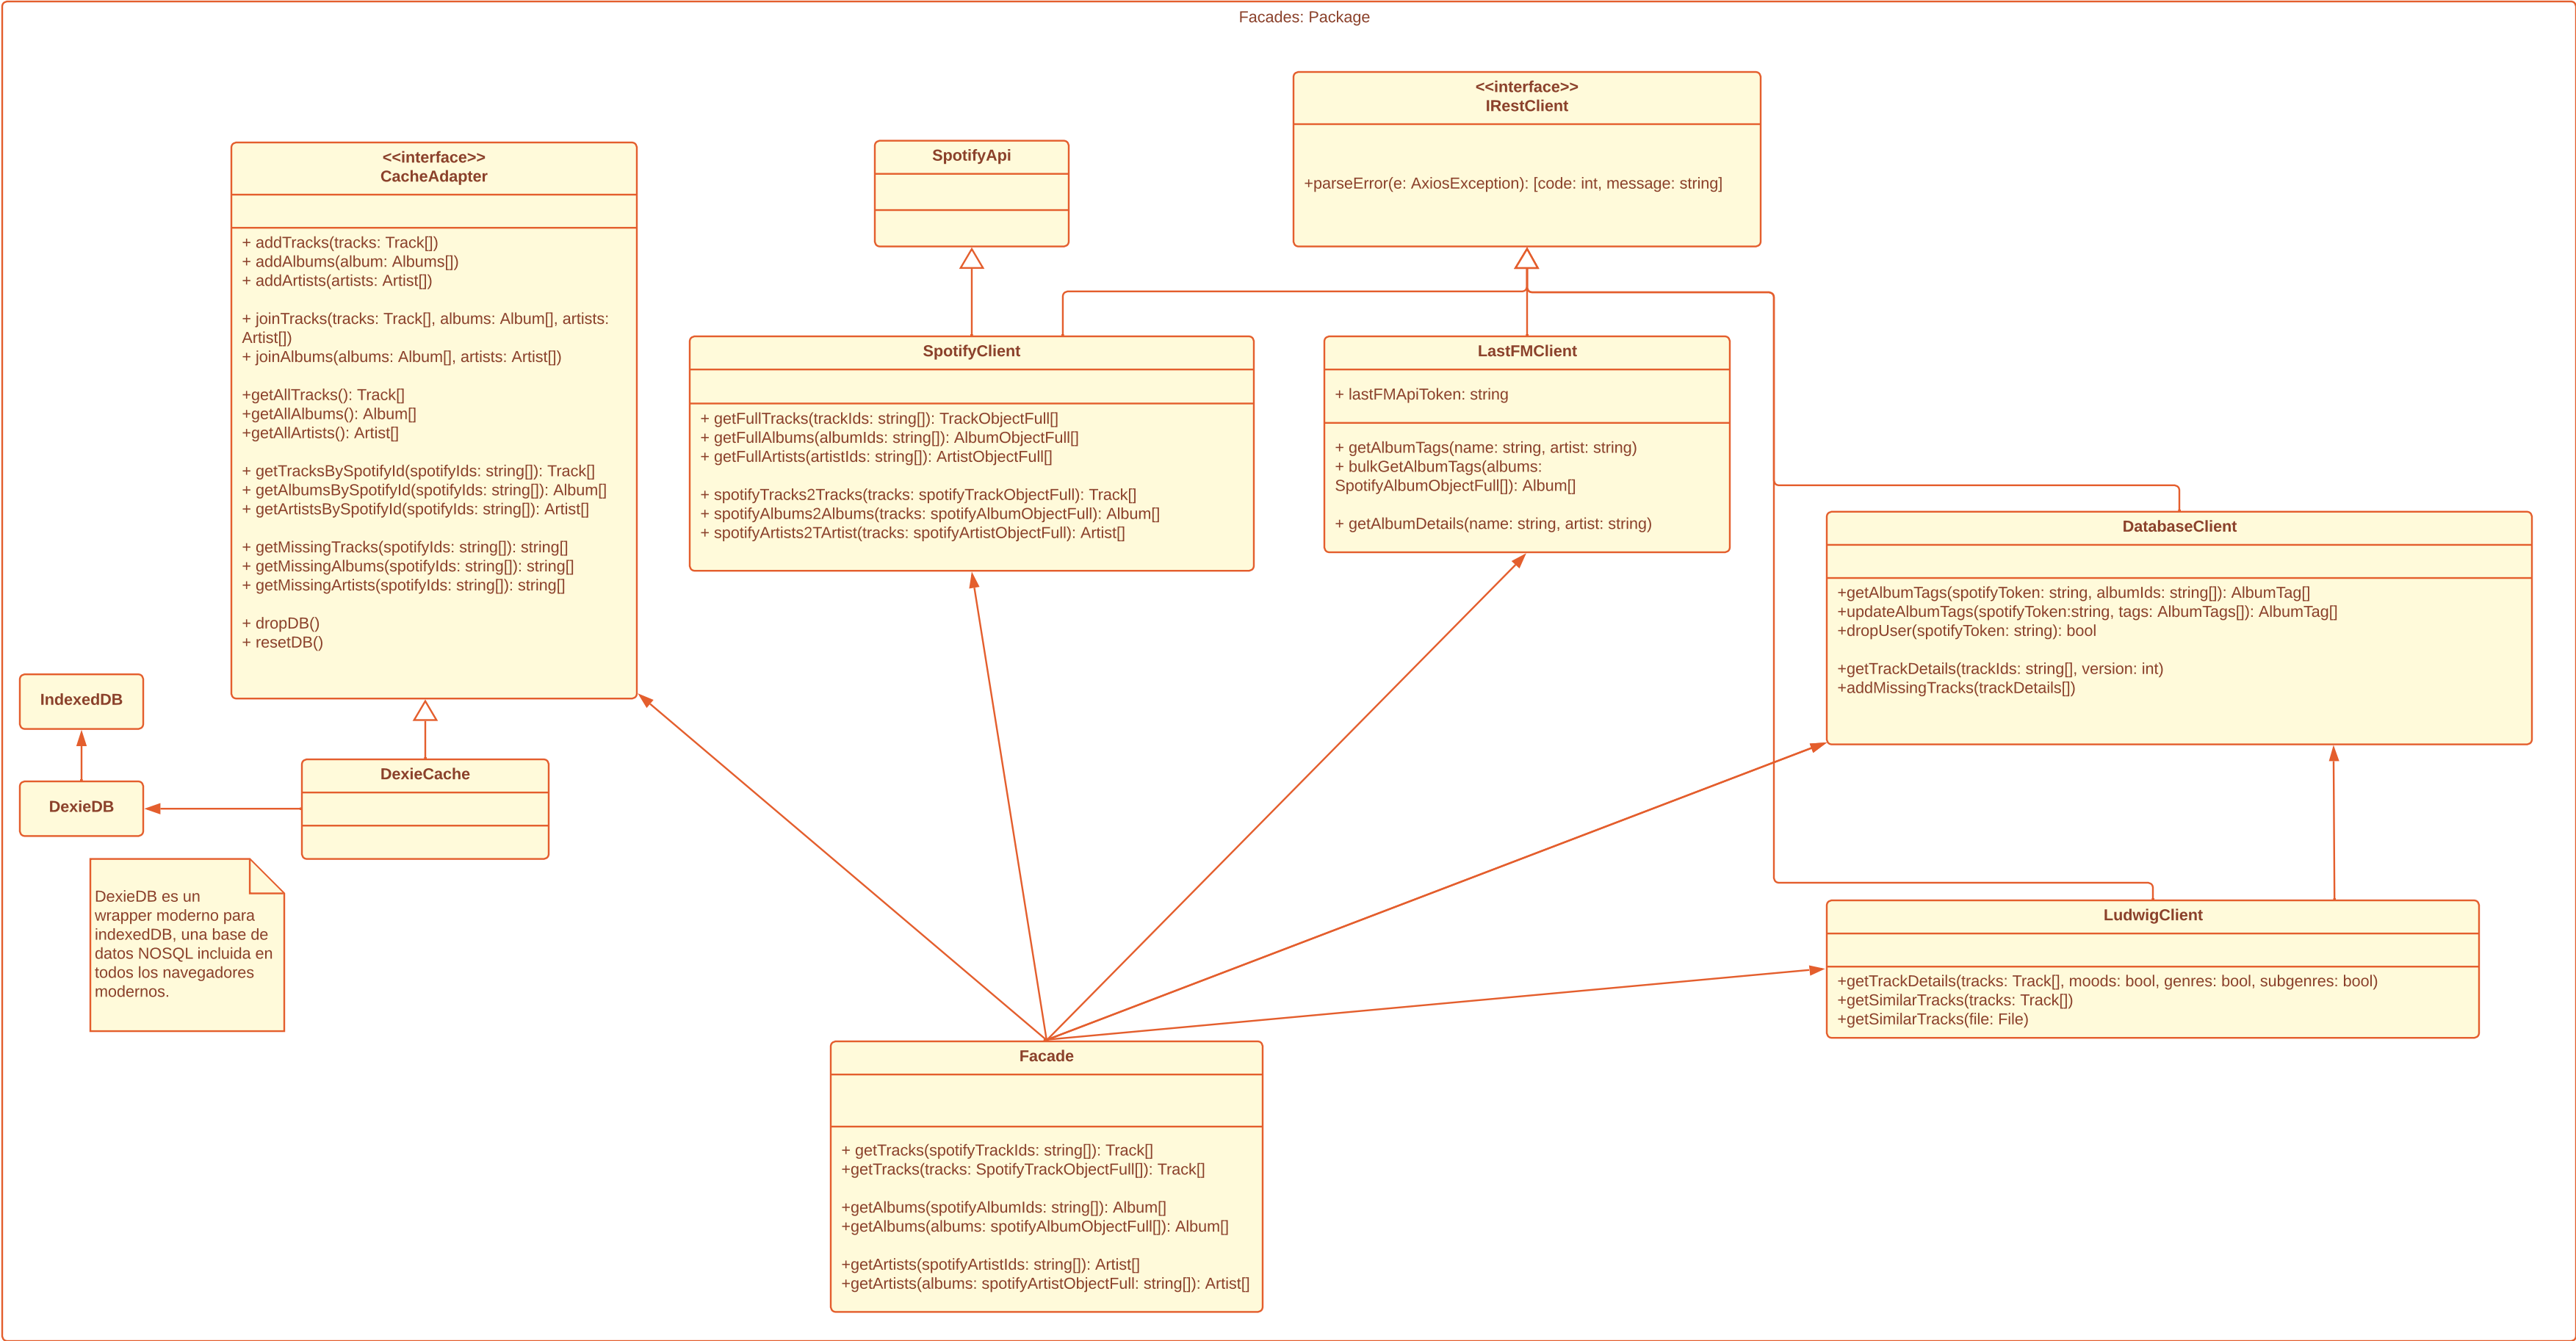 Facades: Package
<<interface>>
CacheAdapter
+ addTracks(tracks: Track[])
+ addAlbums(album: Albums[])
+ addArtists(artists: Artist[])
+ joinTracks(tracks: Track[], albums: Album[], artists:
Artist[])
+ joinAlbums(albums: Album[], artists: Artist[])
+getAllTracks(): Track[]
+getAllAlbums(): Album[]
+getAllArtists(): Artist[]
+ getTracksBySpotifyId(spotifyIds: string[]): Track[]
+ getAlbumsBySpotifyId(spotifyIds: string[]): Album[]
+ getArtistsBySpotifyId(spotifyIds: string[]): Artist[]
+ getMissingTracks(spotifyIds: string[]): string[]
+ getMissingAlbums(spotifyIds: string[]): string[]
+ getMissingArtists(spotifyIds: string[]): string[]
+ dropDB()
+ resetDB()
SpotifyApi
<<interface>>
IRestClient
+parseError(e: AxiosException): [code: int, message: string]
SpotifyClient
+ getFullTracks(trackIds: string[]): TrackObjectFull[]
+ getFullAlbums(albumIds: string[]): AlbumObjectFull[]
+ getFullArtists(artistIds: string[]): ArtistObjectFull[]
+ spotifyTracks2Tracks(tracks: spotifyTrackObjectFull): Track[]
+ spotifyAlbums2Albums(tracks: spotifyAlbumObjectFull): Album[]
+ spotifyArtists2TArtist(tracks: spotifyArtistObjectFull): Artist[]
LastFMClient
+ lastFMApiToken: string
+ getAlbumTags(name: string, artist: string)
+ bulkGetAlbumTags(albums:
SpotifyAlbumObjectFull[]): Album[]
+ getAlbumDetails(name: string, artist: string)
DatabaseClient
+getAlbumTags(spotifyToken: string, albumIds: string[]): AlbumTag[]
+updateAlbumTags(spotifyToken:string, tags: AlbumTags[]): AlbumTag[]
+dropUser(spotifyToken: string): bool
+getTrackDetails(trackIds: string[], version: int)
+addMissingTracks(trackDetails[])
IndexedDB
DexieDB
DexieCache
DexieDB es un
wrapper moderno para
indexedDB, una base de
datos NOSQL incluida en
todos los navegadores
modernos.
LudwigClient
+getTrackDetails(tracks: Track[], moods: bool, genres: bool, subgenres: bool)
+getSimilarTracks(tracks: Track[])
+getSimilarTracks(file: File)
Facade
+ getTracks(spotifyTrackIds: string[]): Track[]
+getTracks(tracks: SpotifyTrackObjectFull[]): Track[]
+getAlbums(spotifyAlbumIds: string[]): Album[]
+getAlbums(albums: spotifyAlbumObjectFull[]): Album[]
+getArtists(spotifyArtistIds: string[]): Artist[]
+getArtists(albums: spotifyArtistObjectFull: string[]): Artist[]